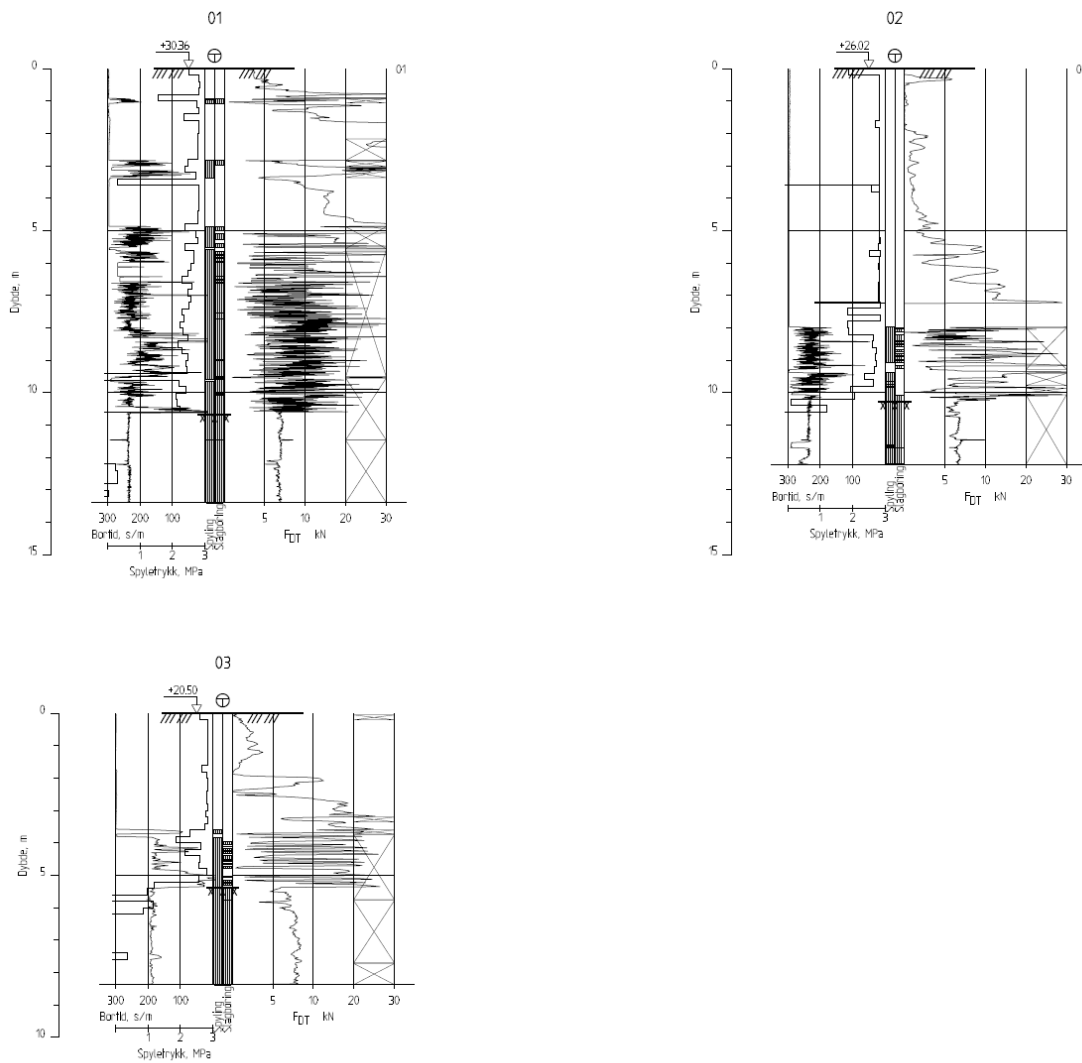 01
+30.36
0
01
5
10
15
Dybde, m
300 200 100
5 10 20 30
Bortid, s/m
Spyling
Slagboring
FDT kN
1 2 3
Spyletrykk, MPa
02
+26.02
0
0
5
10
15
Dybde, m
300 200 100
5 10 20 30
Bortid, s/m
Spyling
Slagboring
FDT kN
1 2 3
Spyletrykk, MPa
03
+20.50
0
5
10
Dybde, m
300 200 100
5 10 20 30
Bortid, s/m
Spyling
Slagboring
FDT kN
1 2 3
Spyletrykk, MPa